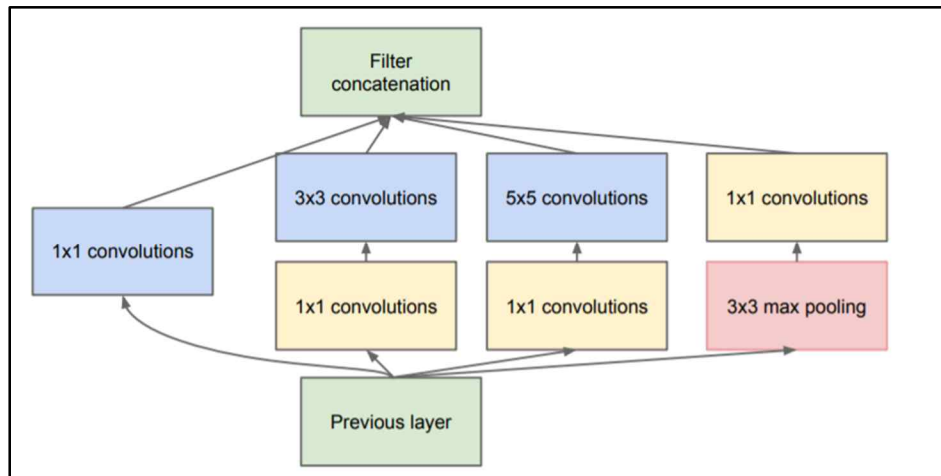 Filter
concatenation
3x3 convolutions
5x5 convolutions
1x1 convolutions
1x1 convolutions
1x1 convolutions
1x1 convolutions
3x3 max pooling
Previous layer